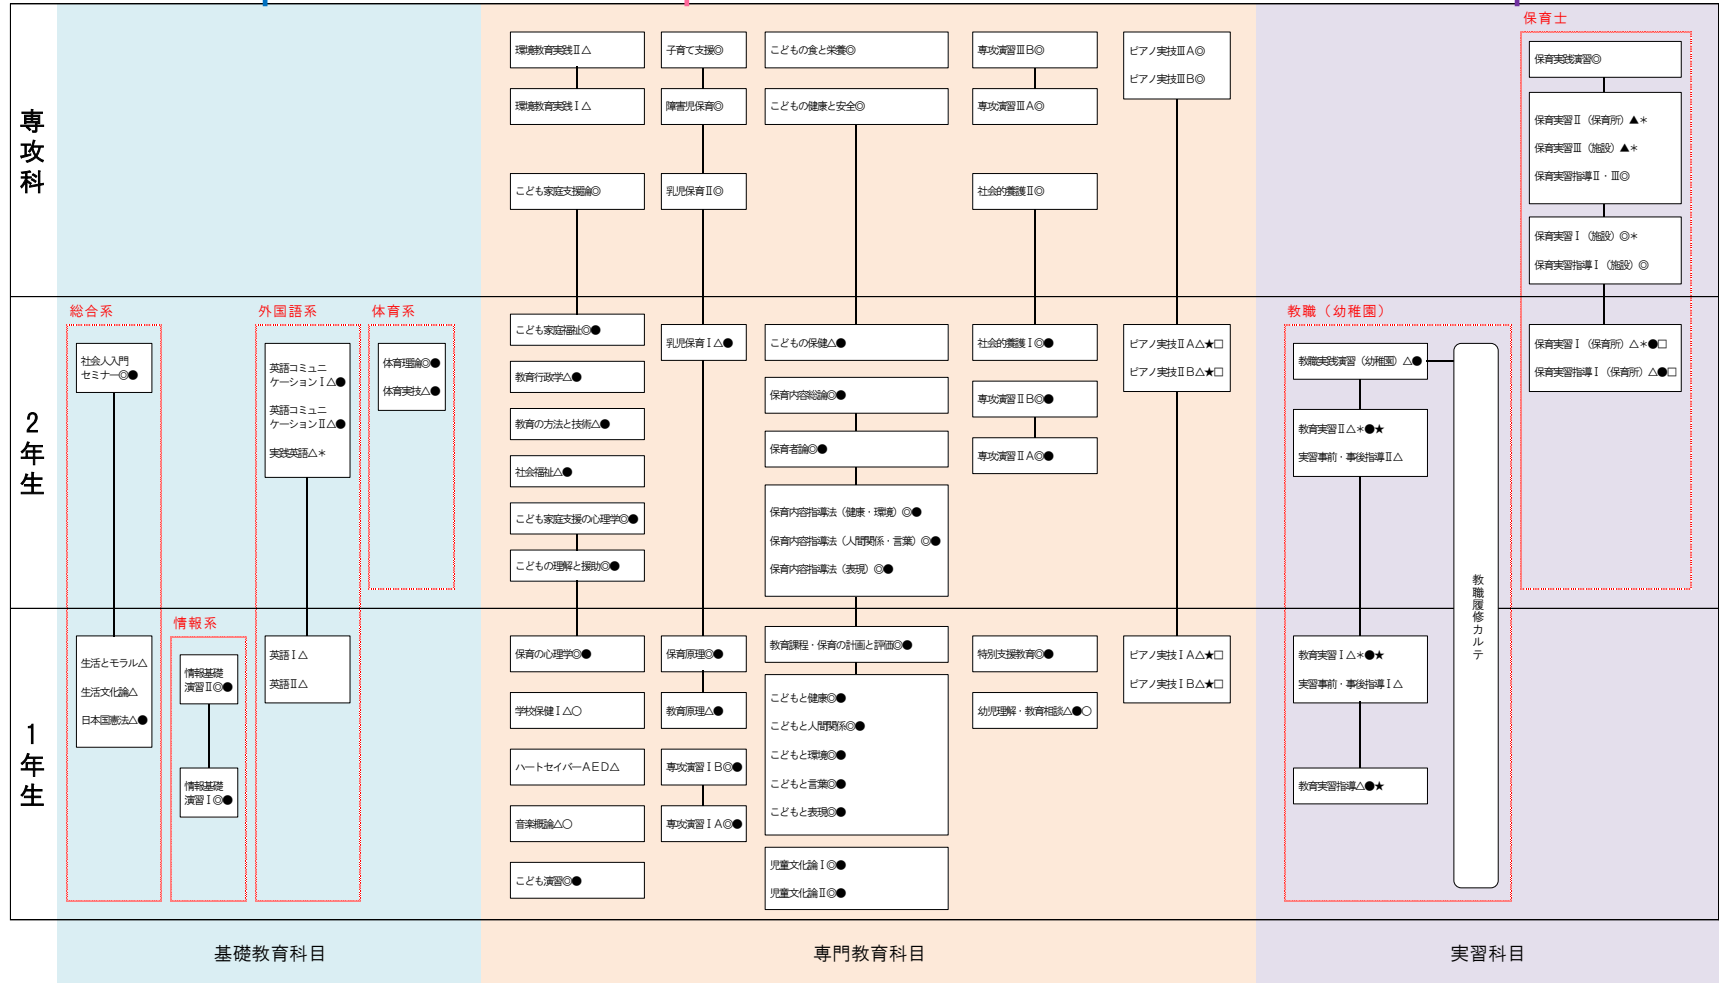 保育士
環境教育実践Ⅱ△
子育て支援◎
こどもの食と栄養◎
専攻演習ⅢＢ◎
ピアノ実技ⅢＡ◎
ピアノ実技ⅢＢ◎
保育実践演習◎
専攻科
環境教育実践Ⅰ△
障害児保育◎
こどもの健康と安全◎
専攻演習ⅢＡ◎
保育実習Ⅱ（保育所）▲＊
保育実習Ⅲ（施設）▲＊
保育実習指導Ⅱ・Ⅲ◎
こども家庭支援論◎
乳児保育Ⅱ◎
社会的養護Ⅱ◎
保育実習Ⅰ（施設）◎＊
保育実習指導Ⅰ（施設）◎
総合系
外国語系
体育系
教職（幼稚園）
2年生
社会人入門
セミナー◎●
英語コミュニ
ケーションⅠ△●
英語コミュニ
ケーションⅡ△●
実践英語△＊
体育理論◎●
体育実技△●
こども家庭福祉◎●
教育行政学△●
教育の方法と技術△●
社会福祉△●
こども家庭支援の心理学◎●
こどもの理解と援助◎●
乳児保育Ⅰ△●
こどもの保健△●
保育内容総論◎●
保育者論◎●
保育内容指導法（健康・環境）◎●
保育内容指導法（人間関係・言葉）◎●
保育内容指導法（表現）◎●
社会的養護Ⅰ◎●
専攻演習ⅡＢ◎●
専攻演習ⅡＡ◎●
ピアノ実技ⅡＡ△★□
ピアノ実技ⅡＢ△★□
教職実践演習（幼稚園）△●
教育実習Ⅱ△＊●★
実習事前・事後指導Ⅱ△
教職履修カルテ
保育実習Ⅰ（保育所）△＊●□
保育実習指導Ⅰ（保育所）△●□
情報系
1年生
生活とモラル△
生活文化論△
日本国憲法△●
情報基礎
演習Ⅱ◎●
情報基礎
演習Ⅰ◎●
英語Ⅰ△
英語Ⅱ△
保育の心理学◎●
学校保健Ⅰ△○
ハートセイバーＡＥＤ△
音楽概論△○
こども演習◎●
保育原理◎●
教育原理△●
専攻演習ⅠＢ◎●
専攻演習ⅠＡ◎●
教育課程・保育の計画と評価◎●
こどもと健康◎●
こどもと人間関係◎●
こどもと環境◎●
こどもと言葉◎●
こどもと表現◎●
児童文化論Ⅰ◎●
児童文化論Ⅱ◎●
特別支援教育◎●
幼児理解・教育相談△●○
ピアノ実技ⅠＡ△★□
ピアノ実技ⅠＢ△★□
教育実習Ⅰ△＊●★
実習事前・事後指導Ⅰ△
教育実習指導△●★
基礎教育科目
専門教育科目
実習科目